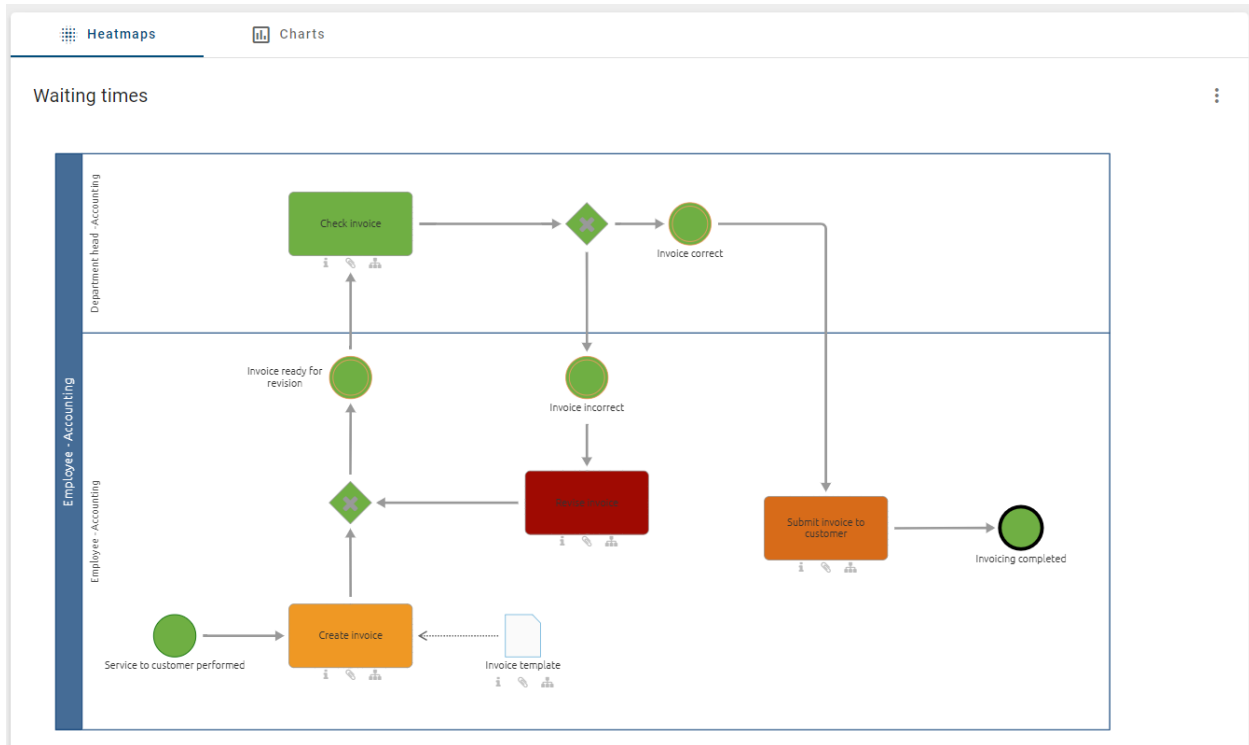 Heatmaps
Charts
Waiting times
Employee - Accounting
Department head - Accounting
Check invoice
Invoice correct
Employee - Accounting
Invoice ready for
revision
Invoice incorrect
Submit invoice to
customer
Invoicing completed
Service to customer performed
Create invoice
Invoice template